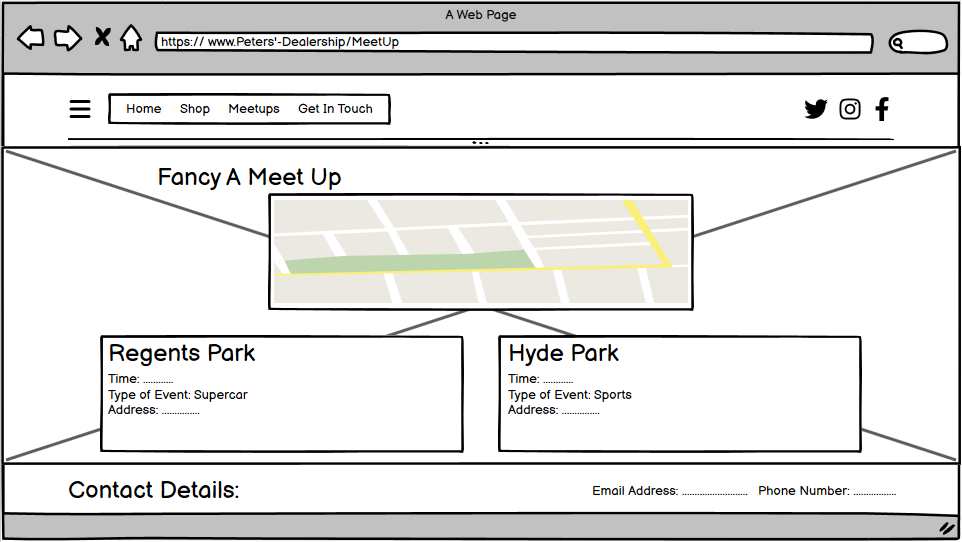 A Web Page
https:// www.Peters'-Dealership/MeetUp
Home Shop Meetups Get In Touch
Fancy A Meet Up
Regents Park
Time: ............
Type of Event: Supercar
Address: ...............
Hyde Park
Time: ............
Type of Event: Sports
Address: ...............
Contact Details:
Email Address: .......................... Phone Number: .................